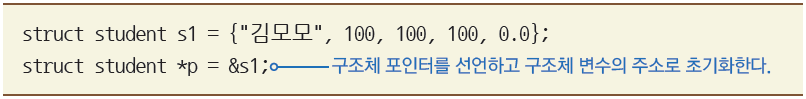 struct student s1 = {"김모모", 100, 100, 100, 0.0};
struct student *p = &s1; 구조체 포인터를 선언하고 구조체 변수의 주소로 초기화한다.